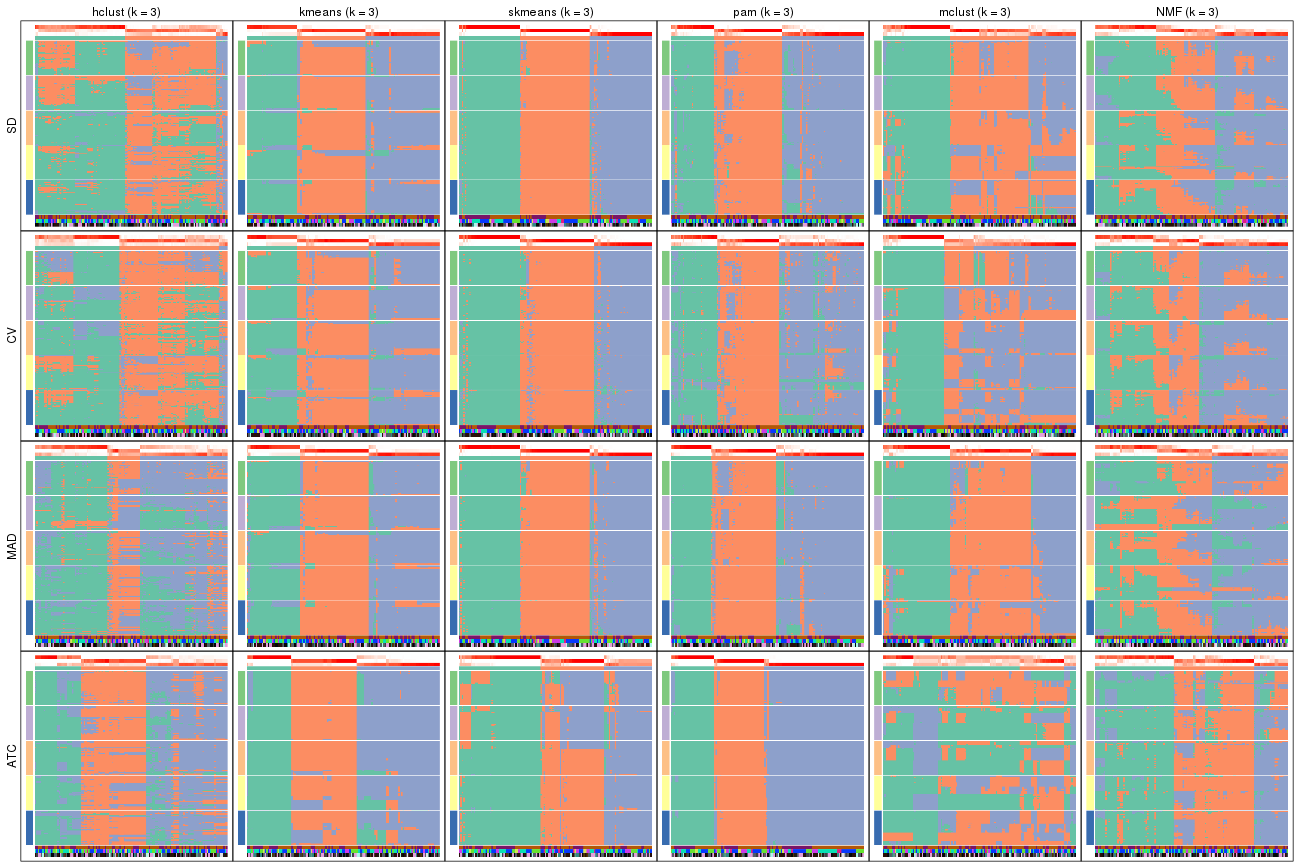 hclust (k = 3) kmeans (k = 3) skmeans (k = 3) pam (k = 3) mclust (k = 3) NMF (k = 3)
SD
CV
MAD
ATC